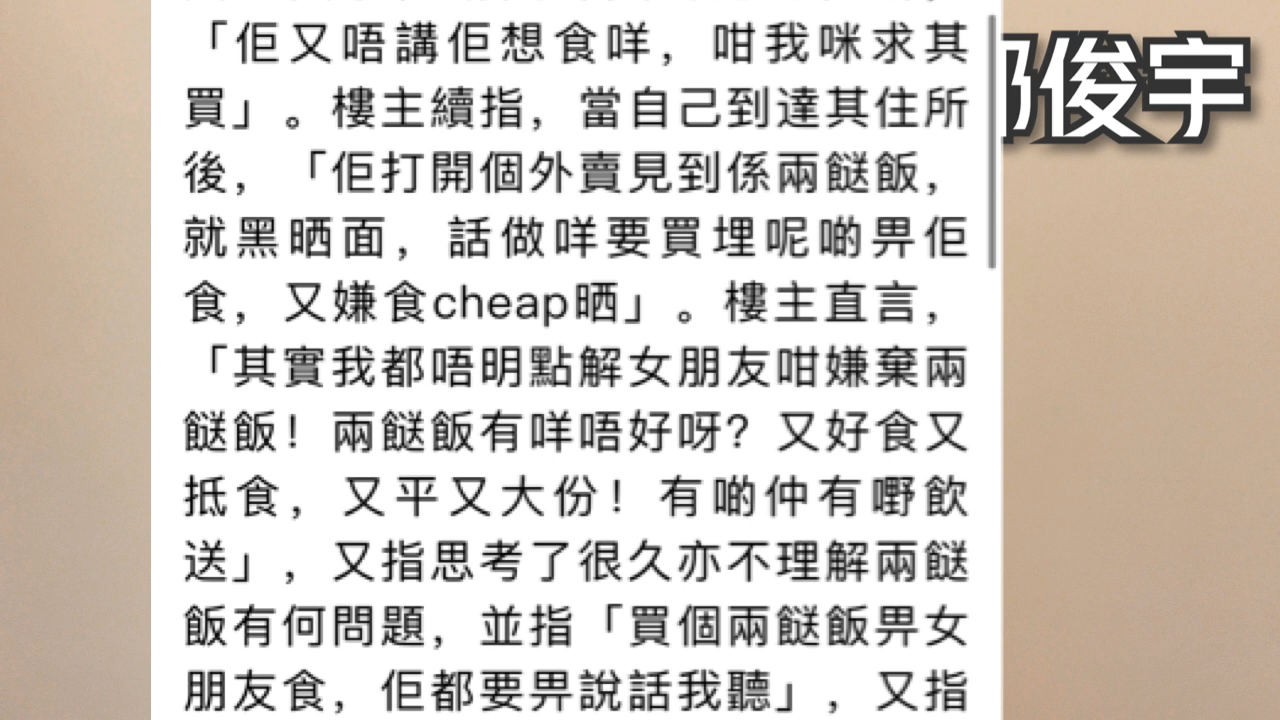 「佢又唔講佢想食咩，咁我咪求其
買」。樓主續指，當自己到達其住所
後，「佢打開個外賣見到係兩餸飯，
就黑晒面，話做咩要買埋呢啲畀佢
食，又嫌食cheap晒」。樓主直言，
「其實我都唔明點解女朋友咁嫌棄兩
餸飯！兩餸飯有咩唔好呀？又好食又
抵食，又平又大份！有啲仲有嘢飲
送」，又指思考了很久亦不理解兩餸
飯有何問題，並指「買個兩餸飯畀女
朋友食，佢都要畀說話我聽」，又指
俊宇